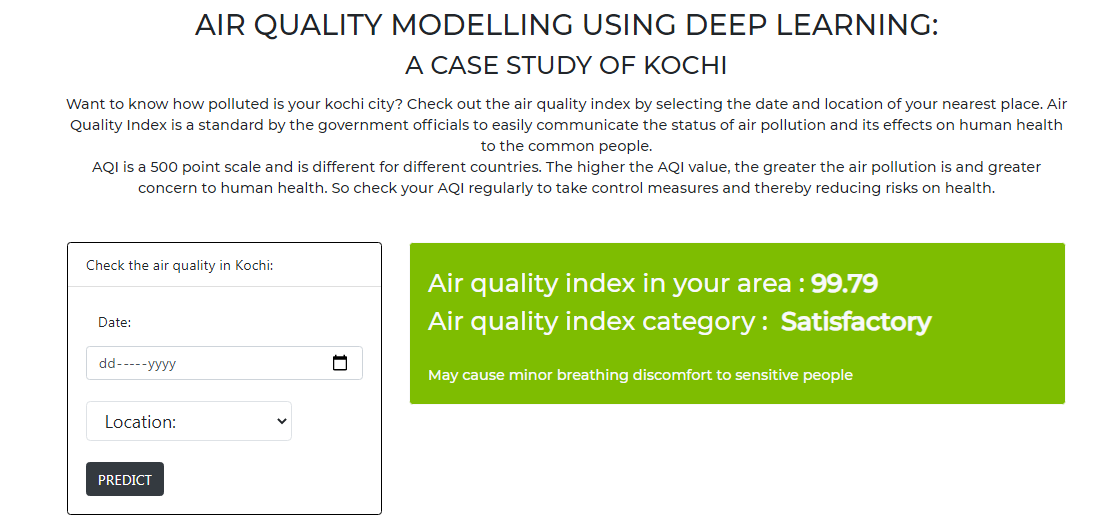 AIR QUALITY MODELLING USING DEEP LEARNING:
A CASE STUDY OF KOCHI
Want to know how polluted is your kochi city? Check out the air quality index by selecting the date and location of your nearest place. Air
Quality Index is a standard by the government officials to easily communicate the status of air pollution and its effects on human health
to the common people.
AQI is a 500 point scale and is different for different countries. The higher the AQI value, the greater the air pollution is and greater
concern to human health. So check your AQI regularly to take control measures and thereby reducing risks on health.
Check the air quality in Kochi:
Date:
dd-----yyyy
Location:
PREDICT
Air quality index in your area : 99.79
Air quality index category : Satisfactory
May cause minor breathing discomfort to sensitive people